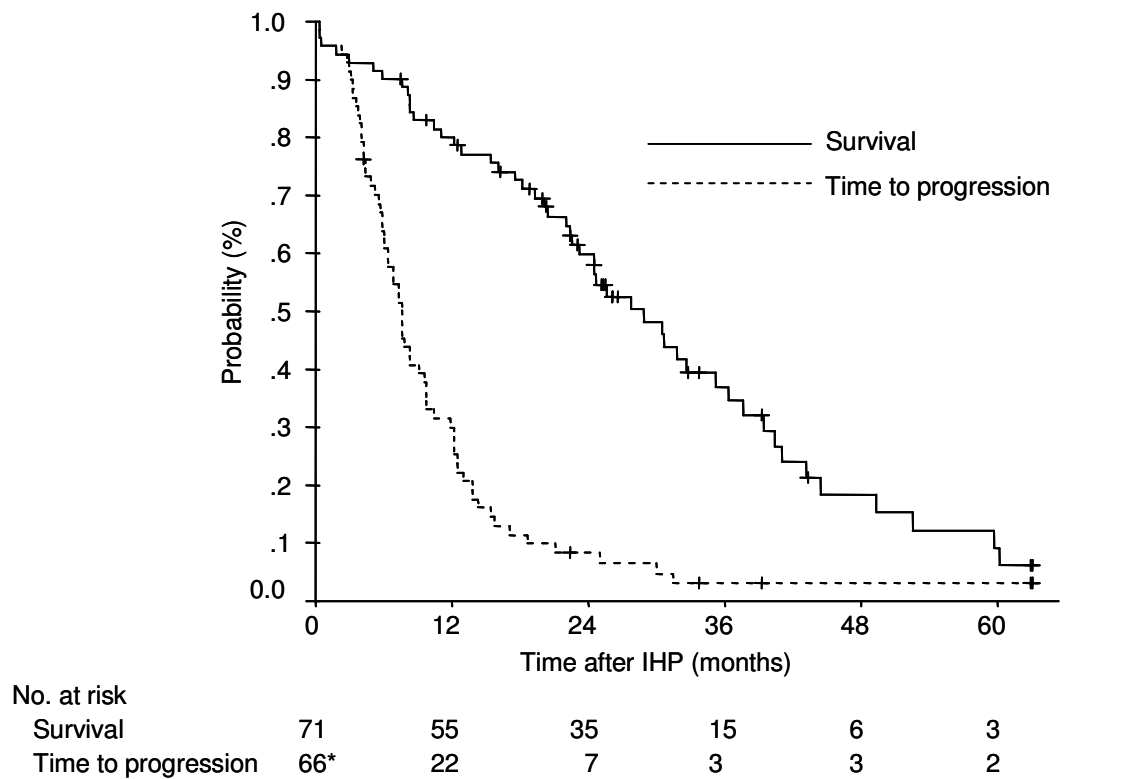 1.0
.9
.8
.7
.6
.5
.4
.3
.2
.1
0.0
Probability (%)
Survival
Time to progression
0 12 24 36 48 60
Time after IHP (months)
No. at risk
Survival 71 55 35 15 6 3
Time to progression 66* 22 7 3 3 2